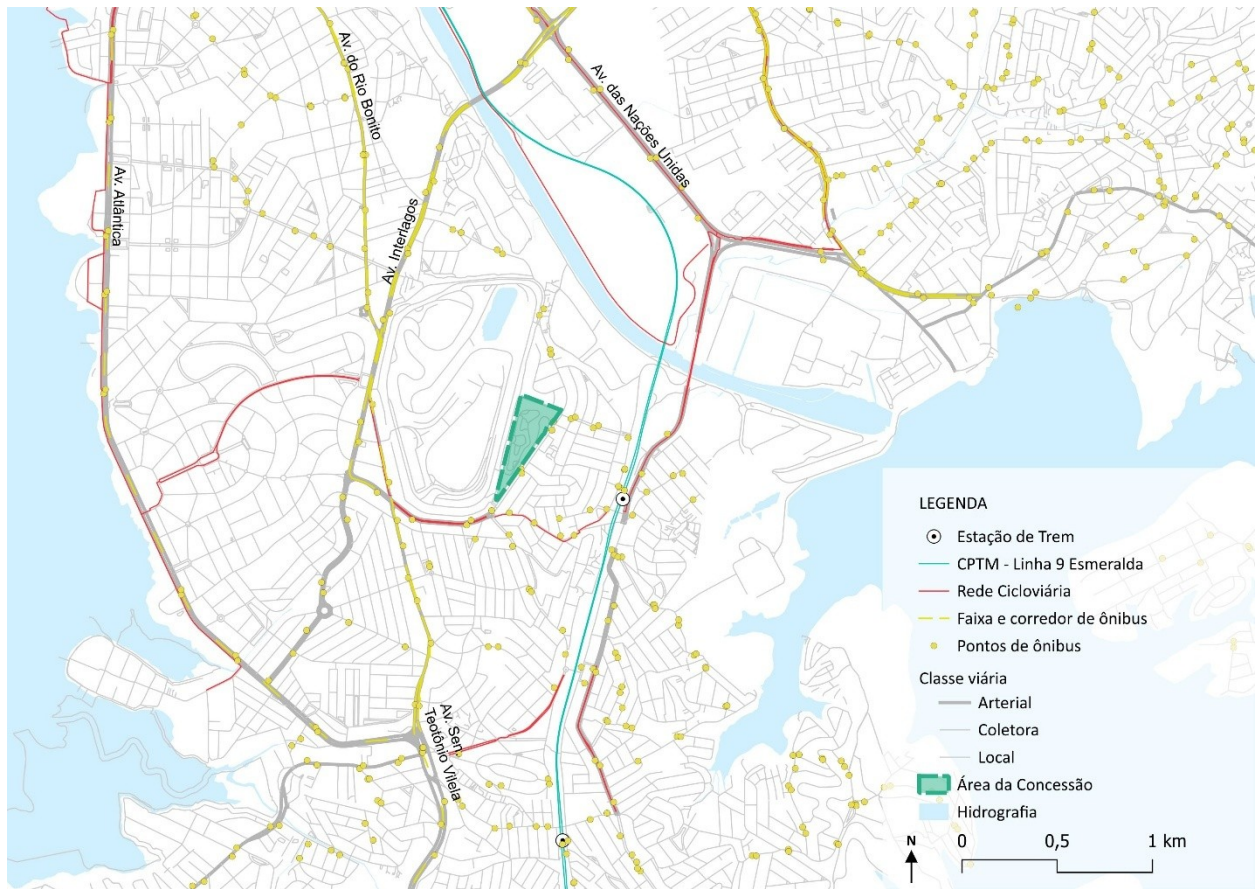 Av. do Rio Bonito
Av. das Nações Unidas
Av. Atlântica
Av. Interlagos
Av. Sen.
Teotônio Vilela
LEGENDA
Estação de Trem
CPTM - Linha 9 Esmeralda
Rede Cicloviária
Faixa e corredor de ônibus
Pontos de ônibus
Classe viária
Arterial
Coletora
Local
Área da Concessão
Hidrografia
N
0 0,5 1 km